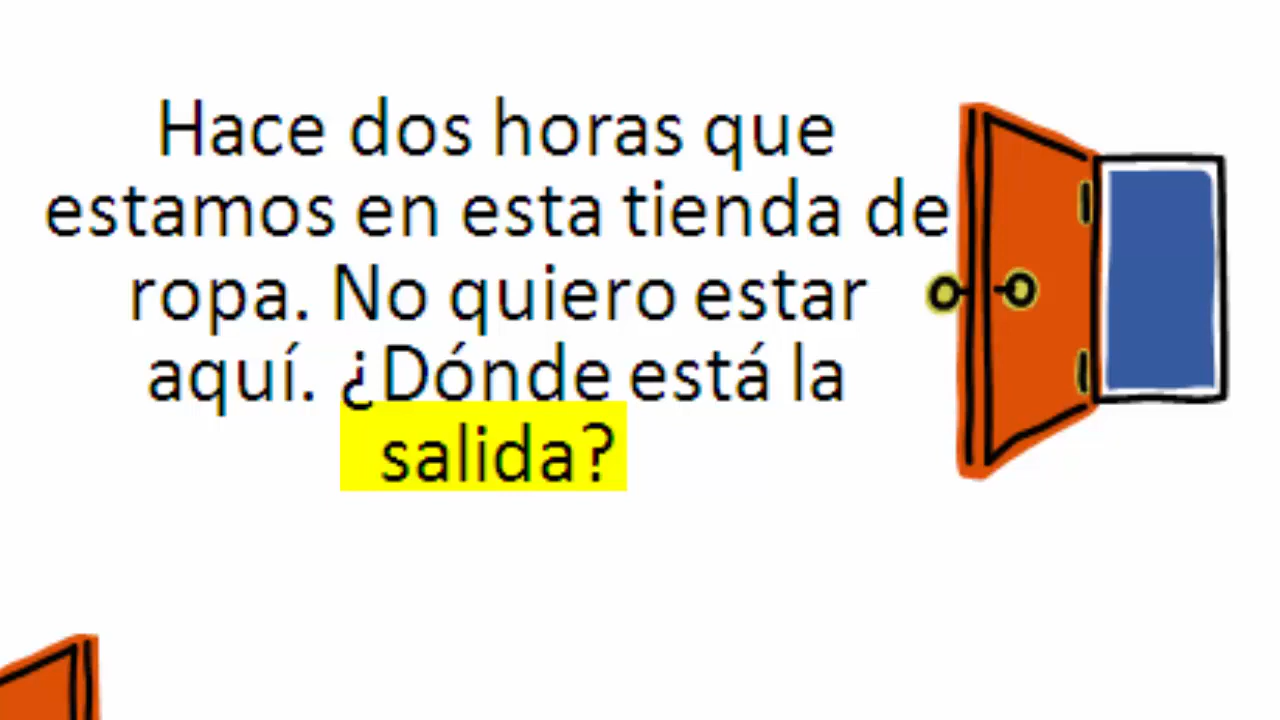 Hace dos horas que
estamos en esta tienda de
ropa. No quiero estar
aquí. ¿Dónde está la
salida?